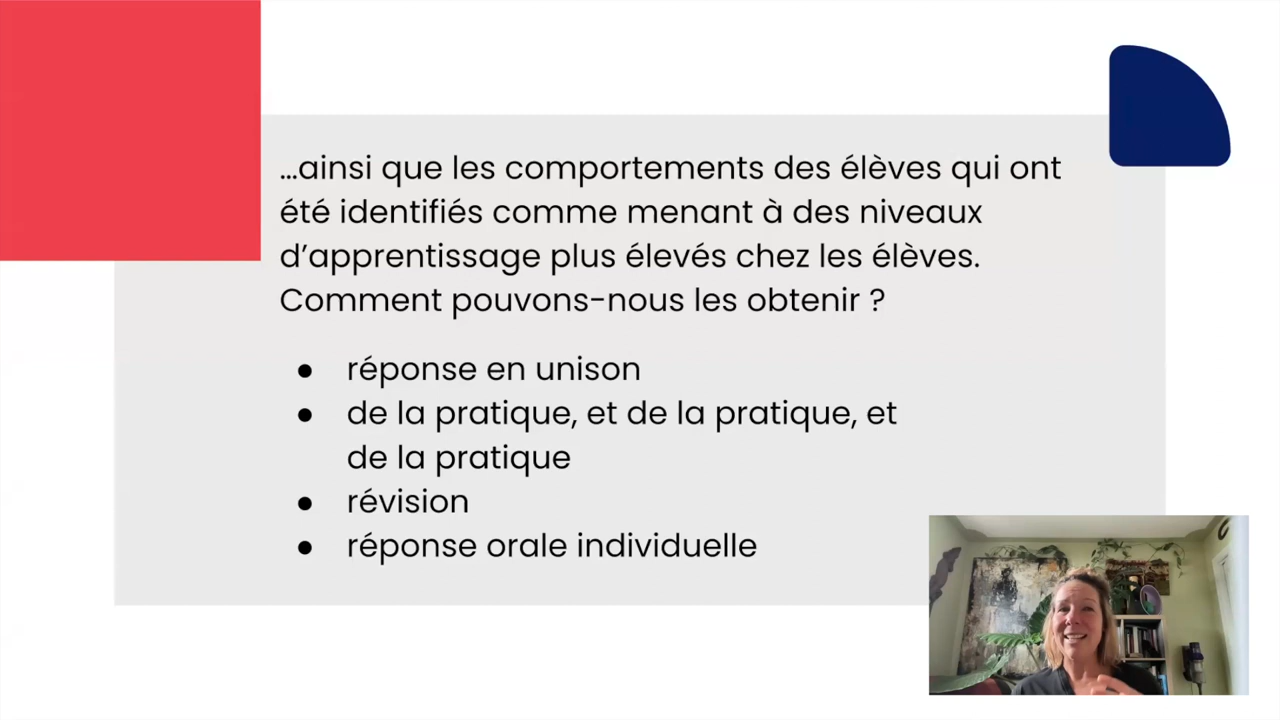 ...ainsi que les comportements des élèves qui ont
été identifiés comme menant à des niveaux
d’apprentissage plus élevés chez les élèves.
Comment pouvons-nous les obtenir ?
● réponse en unison
● de la pratique, et de la pratique, et
de la pratique
● révision
● réponse orale individuelle